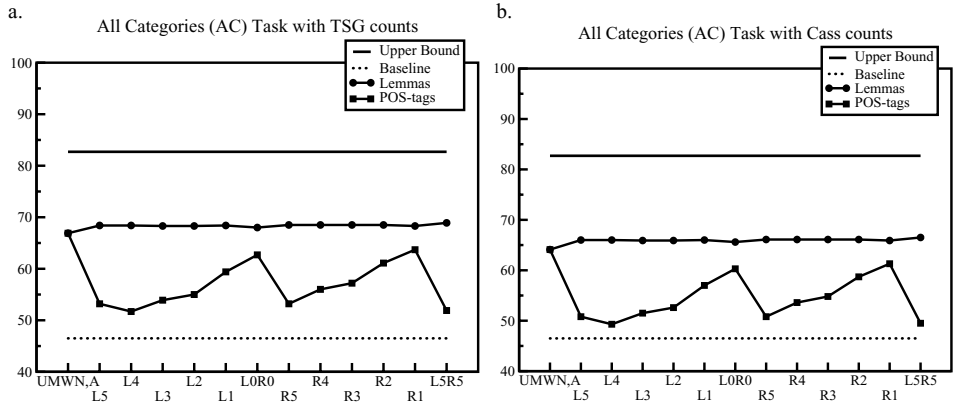 a.
All Categories (AC) Task with TSG counts
Upper Bound
Baseline
Lemmas
POS-tags
100
90
80
70
60
50
40
UMWN,A L4 L2 L0R0 R4 R2 L5R5
L5 L3 L1 R5 R3 R1
b.
All Categories (AC) Task with Cass counts
Upper Bound
Baseline
Lemmas
POS-tags
100
90
80
70
60
50
40
UMWN,A L4 L2 L0R0 R4 R2 L5R5
L5 L3 L1 R5 R3 R1